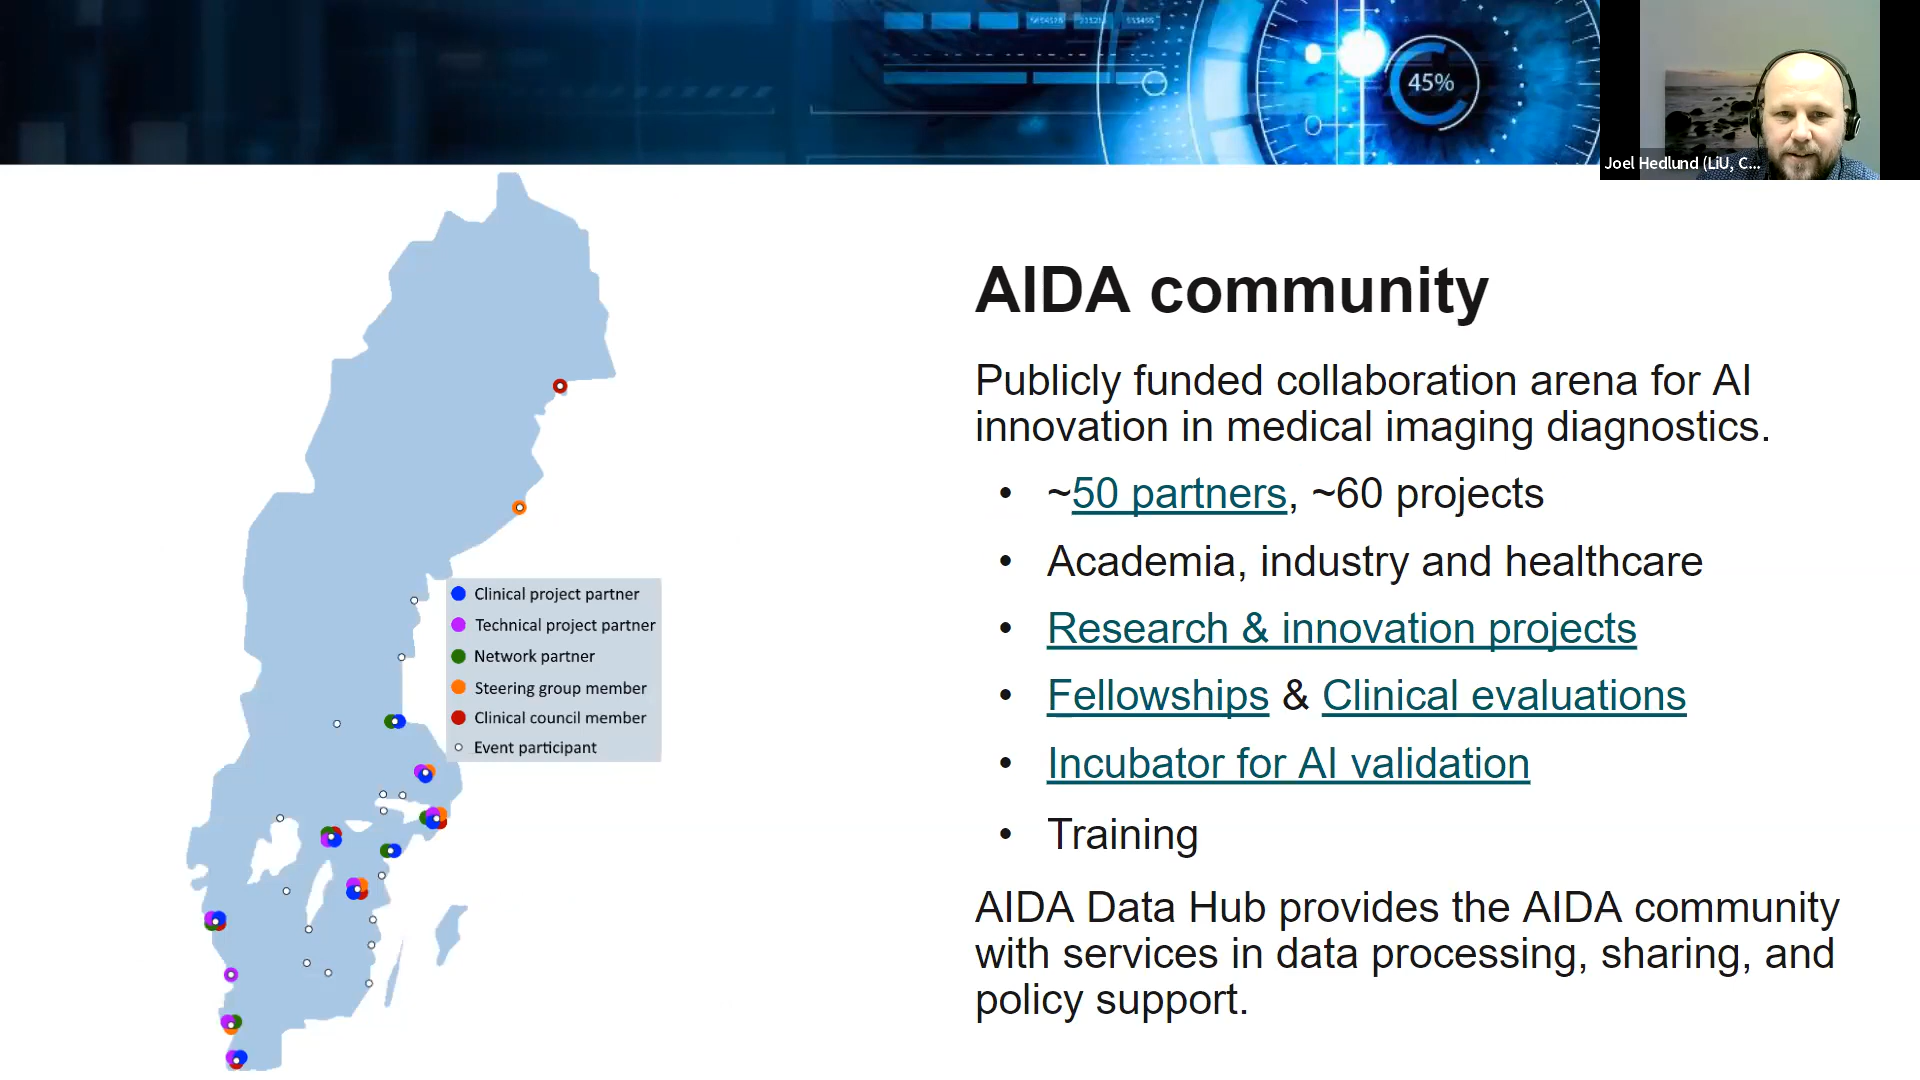 45%
Joel Hedlund (LiU, C...
AIDA community
Publicly funded collaboration arena for AI
innovation in medical imaging diagnostics.
• ~50 partners, ~60 projects
• Academia, industry and healthcare
• Research & innovation projects
• Fellowships & Clinical evaluations
• Incubator for AI validation
• Training
AIDA Data Hub provides the AIDA community
with services in data processing, sharing, and
policy support.
Clinical project partner
Technical project partner
Network partner
Steering group member
Clinical council member
Event participant